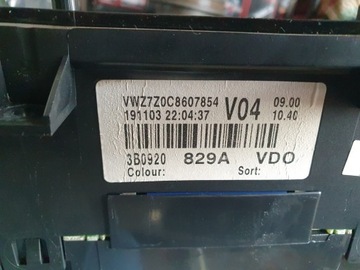 VWZ7Z0C8607854 V04 09.00
191103 22:04:37 10.40
3B0920 829A VDO
Colour: Sort: